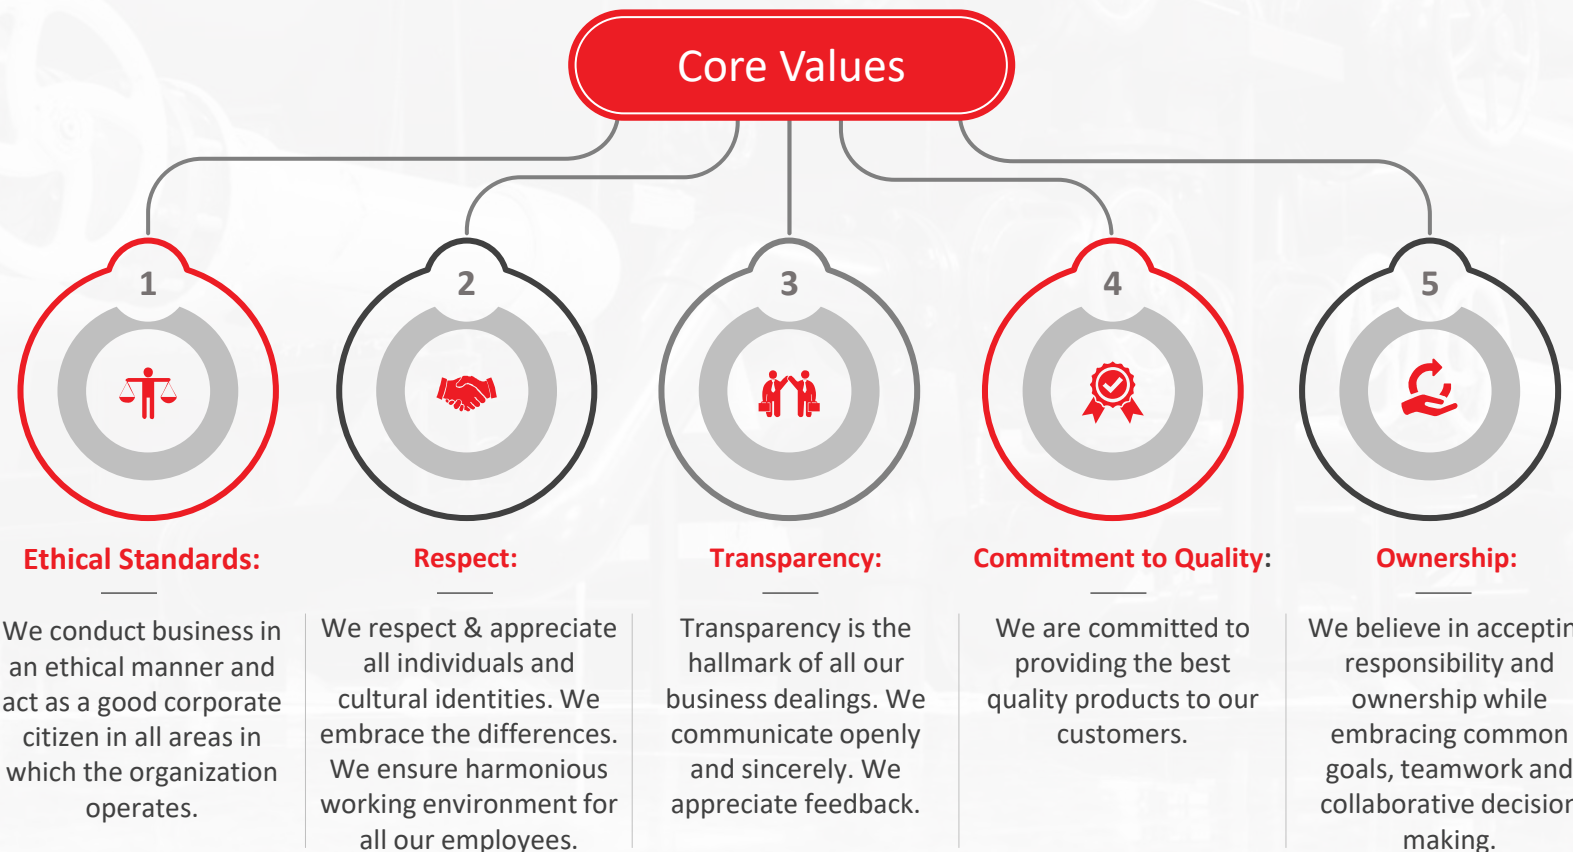 Core Values
1
2
3
4
5
Ethical Standards:
We conduct business in
an ethical manner and
act as a good corporate
citizen in all areas in
which the organization
operates.
Respect:
We respect & appreciate
all individuals and
cultural identities. We
embrace the differences.
We ensure harmonious
working environment for
all our employees.
Transparency:
Transparency is the
hallmark of all our
business dealings. We
communicate openly
and sincerely. We
appreciate feedback.
Commitment to Quality:
We are committed to
providing the best
quality products to our
customers.
Ownership:
We believe in acceptin
responsibility and
ownership while
embracing common
goals, teamwork and
collaborative decision
making.